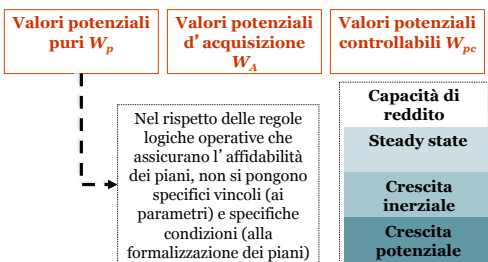 Valori potenziali
puri Wp
Valori potenziali
d'acquisizione
WA
Valori potenziali
controllabili Wpc
Nel rispetto delle regole
logiche operative che
assicurano l'affidabilità
dei piani, non si pongono
specifici vincoli (ai
parametri) e specifiche
condizioni (alla
formalizzazione dei piani)
Capacità di
reddito
Steady state
Crescita
inerziale
Crescita
potenziale